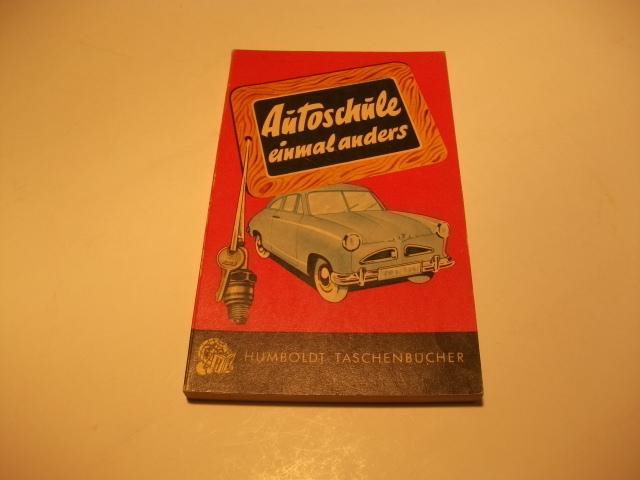 Autoschule
einmal anders
HUMBOLDT TASCHENBÜCHER